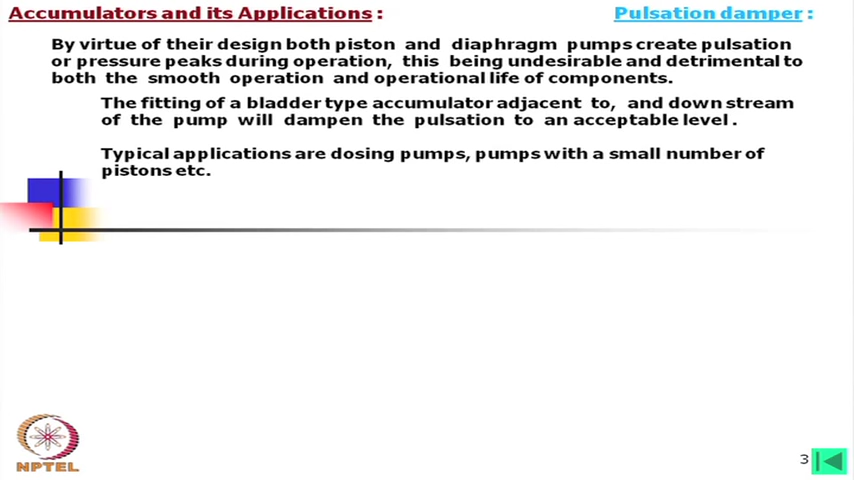 Accumulators and its Applications :
Pulsation damper :
By virtue of their design both piston and diaphragm pumps create pulsation
or pressure peaks during operation, this being undesirable and detrimental to
both the smooth operation and operational life of components.
The fitting of a bladder type accumulator adjacent to, and down stream
of the pump will dampen the pulsation to an acceptable level .
Typical applications are dosing pumps, pumps with a small number of
pistons etc.
NPTEL
3